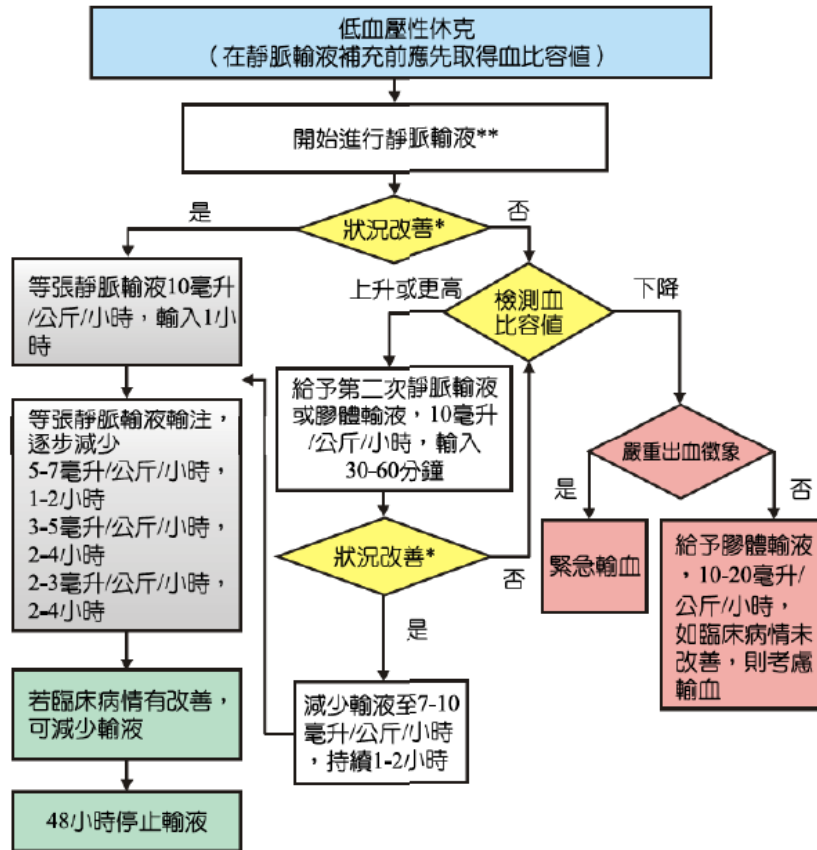 低血壓性休克
（在靜脈輸液補充前應先取得血比容值）
開始進行靜脈輸液**
是
狀況改善*
否
等張靜脈輸液10毫升
/公斤/小時，輸入1小
時
上升或更高
檢測血
比容值
下降
給予第二次靜脈輸液
或膠體輸液，10毫升
/公斤/小時，輸入
30-60分鐘
等張靜脈輸液輸注，
逐步減少
5-7毫升/公斤/小時，
1-2小時
3-5毫升/公斤/小時，
2-4小時
2-3毫升/公斤/小時，
2-4小時
嚴重出血徵象
是
否
狀況改善*
否
是
緊急輸血
給予膠體輸液
，10-20毫升/
公斤/小時，
如臨床病情未
改善，則考慮
輸血
若臨床病情有改善，
可減少輸液
減少輸液至7-10
毫升/公斤/小時
，持續1-2小時
48小時停止輸液